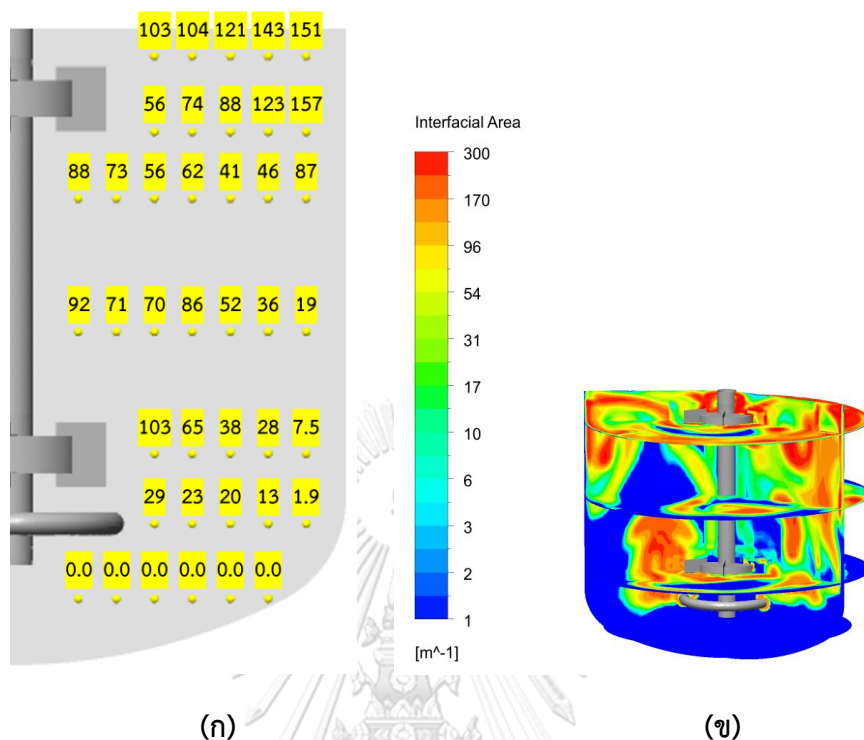 103 104 121 143 151
56 74 88 123 157
88 73 56 62 41 46 87
92 71 70 86 52 36 19
103 65 38 28 7.5
29 23 20 13 1.9
0.0 0.0 0.0 0.0 0.0 0.0
(ก)
Interfacial Area
300
170
96
54
31
17
10
6
3
2
1
[m^-1]
(ข)